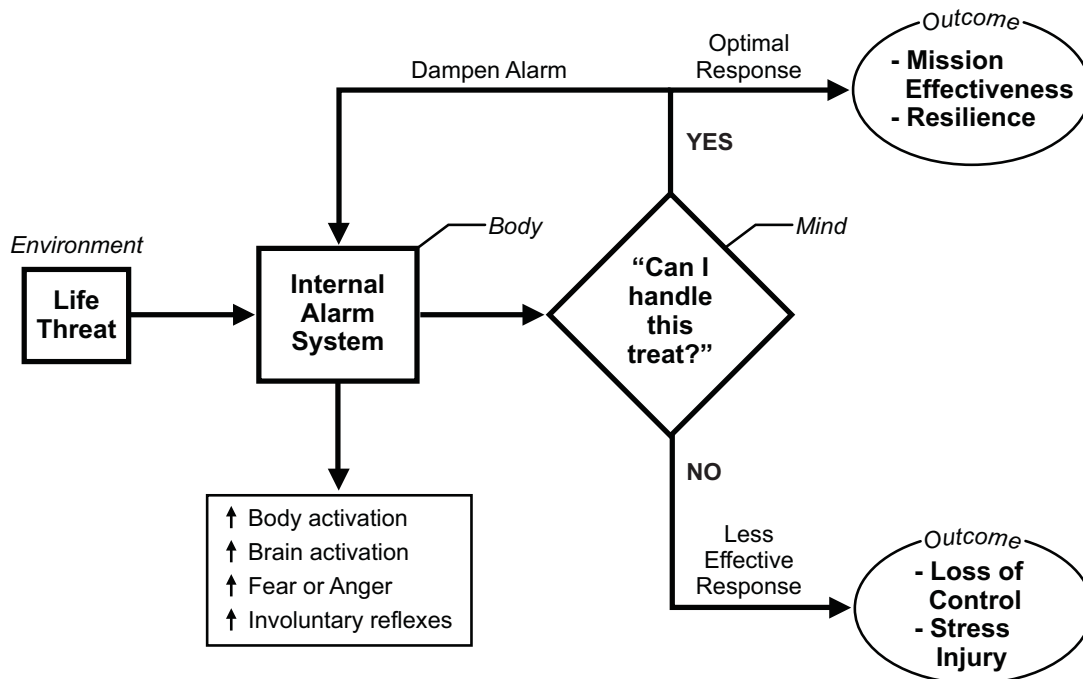 Outcome
- Mission
Effectiveness
- Resilience
Optimal
Response
Dampen Alarm
YES
Environment
Life
Threat
Body
Internal
Alarm
System
Mind
“Can I
handle
this
treat?”
NO
↑ Body activation
↑ Brain activation
↑ Fear or Anger
↑ Involuntary reflexes
Less
Effective
Response
Outcome
- Loss of
Control
- Stress
Injury